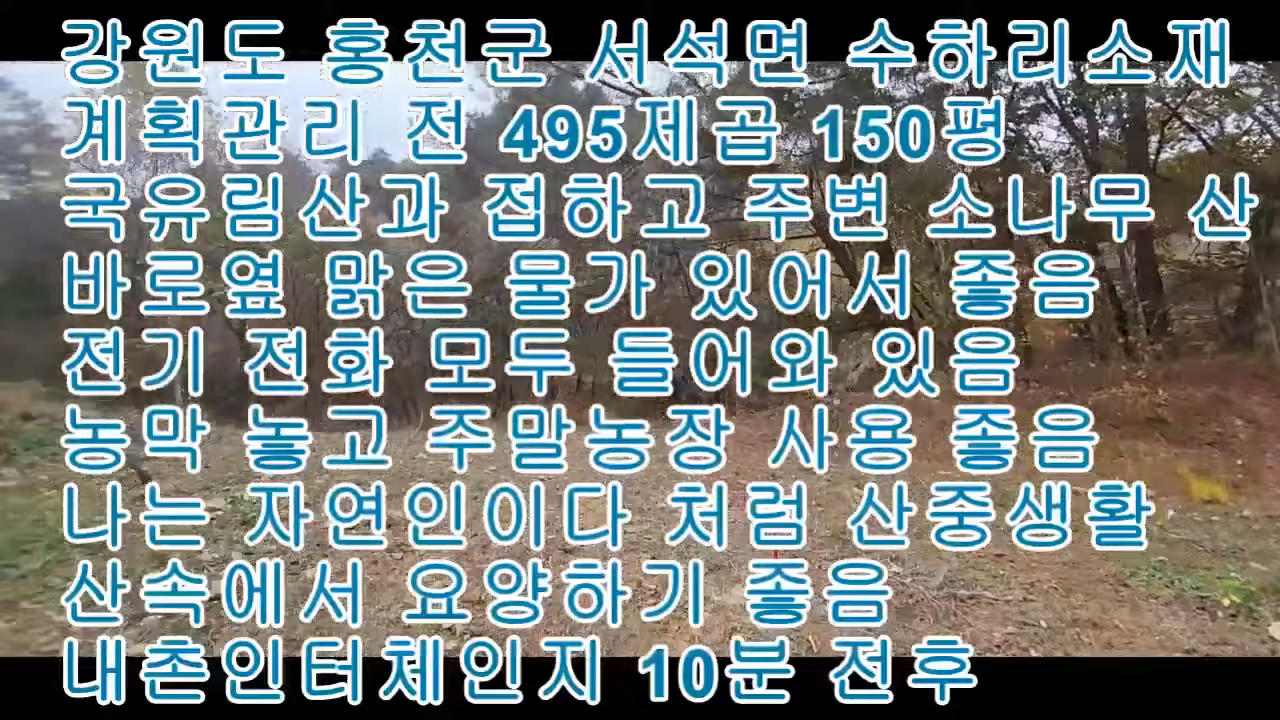 강원도 홍천군 서석면 수하리소재
계획관리 전 495제곱 150평
국유림산과 접하고 주변 소나무 산
바로옆 맑은 물가 있어서 좋음
전기 전화 모두 들어와 있음
농막 놓고 주말농장 사용 좋음
나는 자연인이다 처럼 산중생활
산속에서 요양하기 좋음
내촌인터체인지 10분 전후